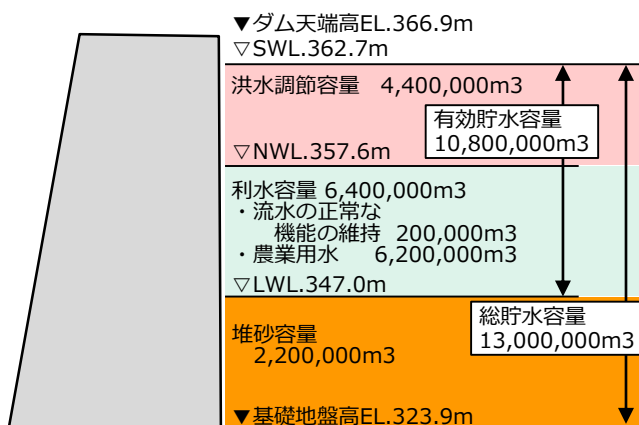 ▼ダム天端高EL.366.9m
▽SWL.362.7m
洪水調節容量 4,400,000m3
有効貯水容量
10,800,000m3
▽NWL.357.6m
利水容量 6,400,000m3
・流水の正常な
機能の維持 200,000m3
・農業用水 6,200,000m3
▽LWL.347.0m
総貯水容量
13,000,000m3
堆砂容量
2,200,000m3
▼基礎地盤高EL.323.9m